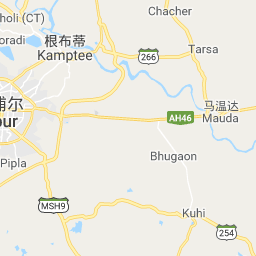 Chacher
holi (CT)
oradi
根布蒂
Kamptee
Tarsa
266
浦尔
pur
AH46
马温达
Mauda
Bhugaon
Pipla
MSH9
Kuhi
254